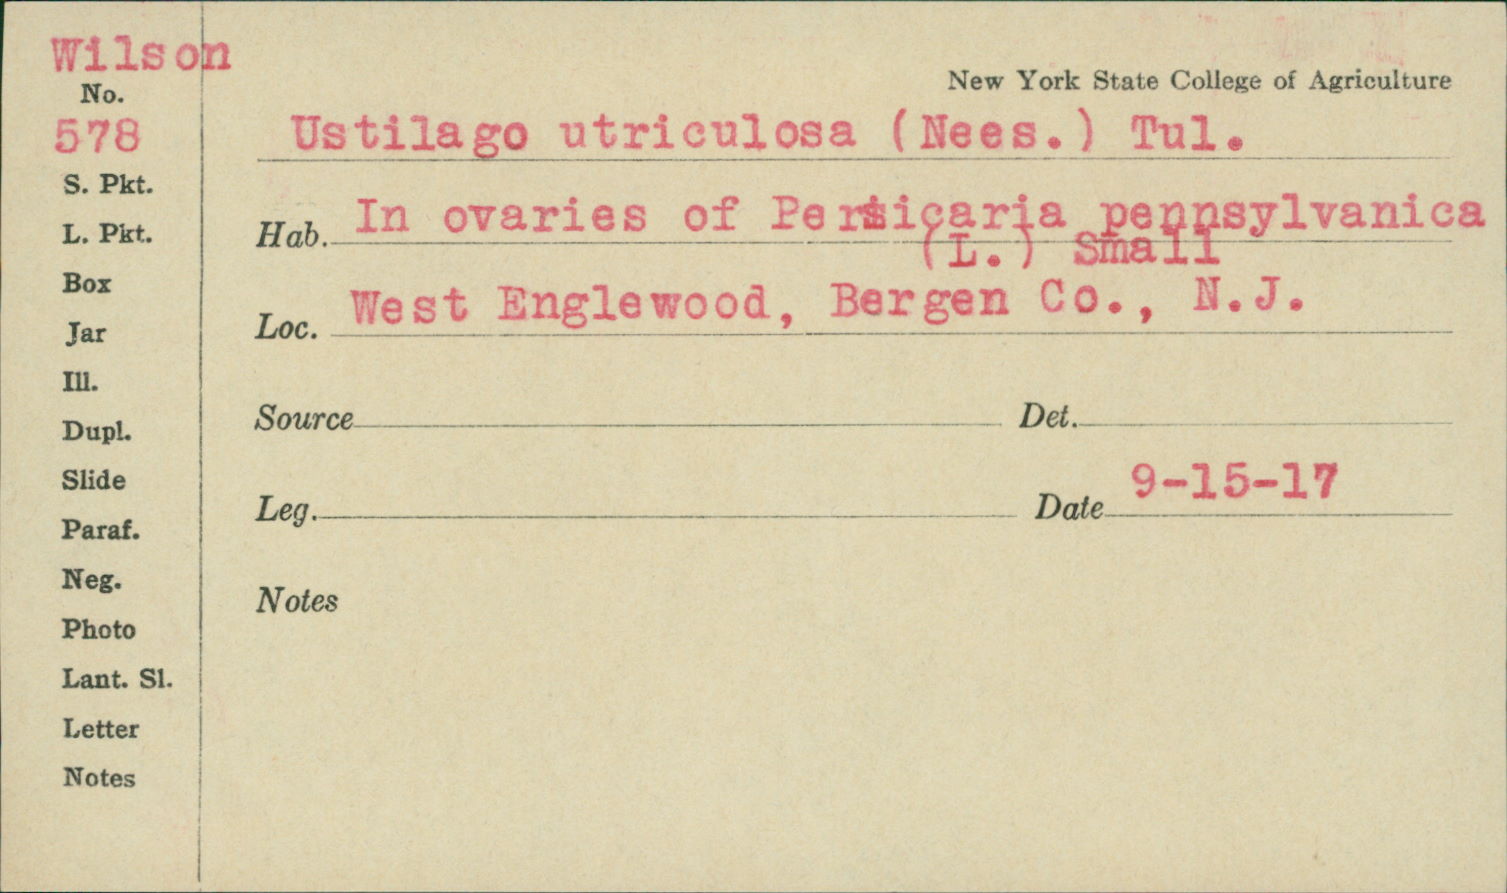 Wilson
No.
578
S. Pkt.
L. Pkt.
Box
Jar
Ill.
Dupl.
Slide
Paraf.
Neg.
Photo
Lant. Sl.
Letter
Notes
New York State College of Agriculture
Ustilago utriculosa (Nees.) Tul.
Hab. In ovaries of Persicaria pennsylvanica
(L.) Small
Loc. West Englewood, Bergen Co., N.J.
Source Det.
Leg. Date 9-15-17
Notes